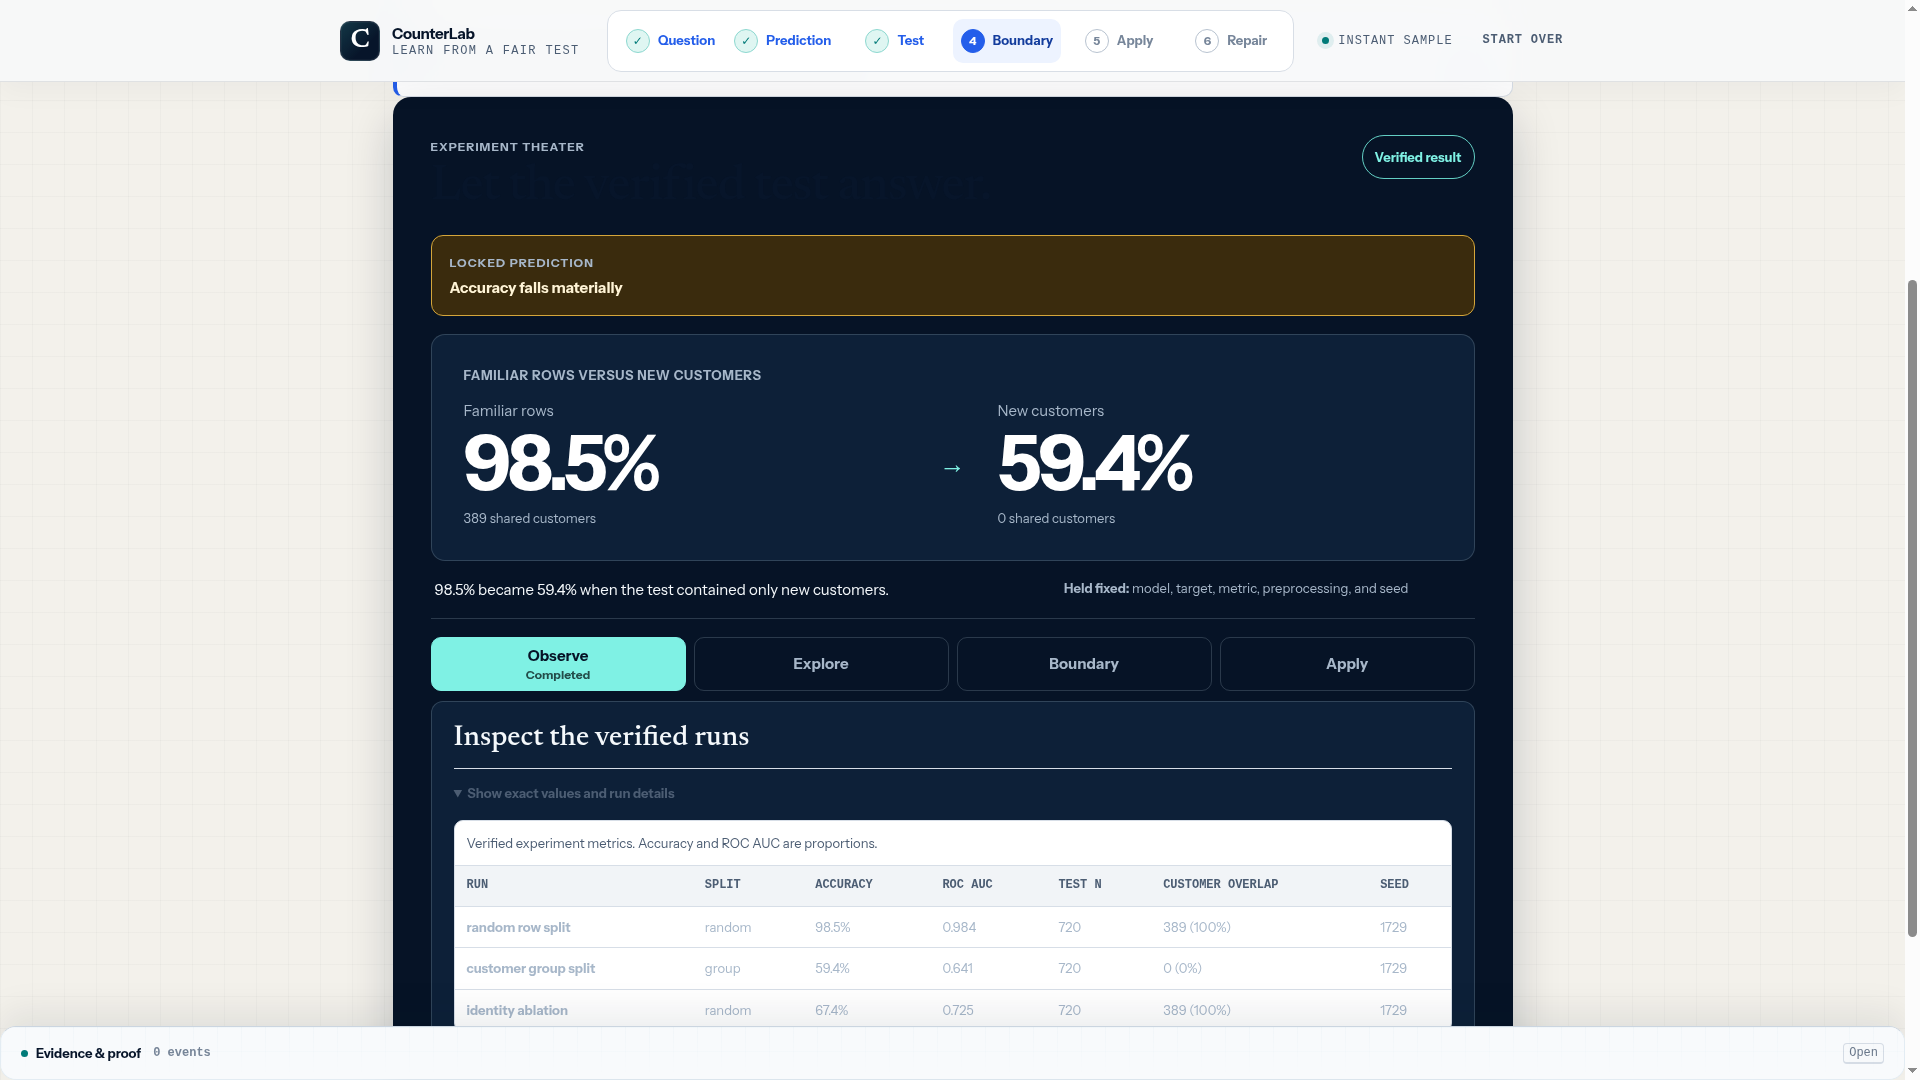 C
CounterLab
LEARN FROM A FAIR TEST
✓ Question ✓ Prediction ✓ Test 4 Boundary 5 Apply 6 Repair
INSTANT SAMPLE
START OVER
EXPERIMENT THEATER
Let the verified test answer.
Verified result
LOCKED PREDICTION
Accuracy falls materially
FAMILIAR ROWS VERSUS NEW CUSTOMERS
Familiar rows → New customers
98.5% 59.4%
389 shared customers 0 shared customers
98.5% became 59.4% when the test contained only new customers.
Held fixed: model, target, metric, preprocessing, and seed
Observe
Completed
Explore
Boundary
Apply
Inspect the verified runs
▼ Show exact values and run details
Verified experiment metrics. Accuracy and ROC AUC are proportions.
RUN SPLIT ACCURACY ROC AUC TEST N CUSTOMER OVERLAP SEED
random row split random 98.5% 0.984 720 389 (100%) 1729
customer group split group 59.4% 0.641 720 0 (0%) 1729
identity ablation random 67.4% 0.725 720 389 (100%) 1729
Evidence & proof 0 events
Open